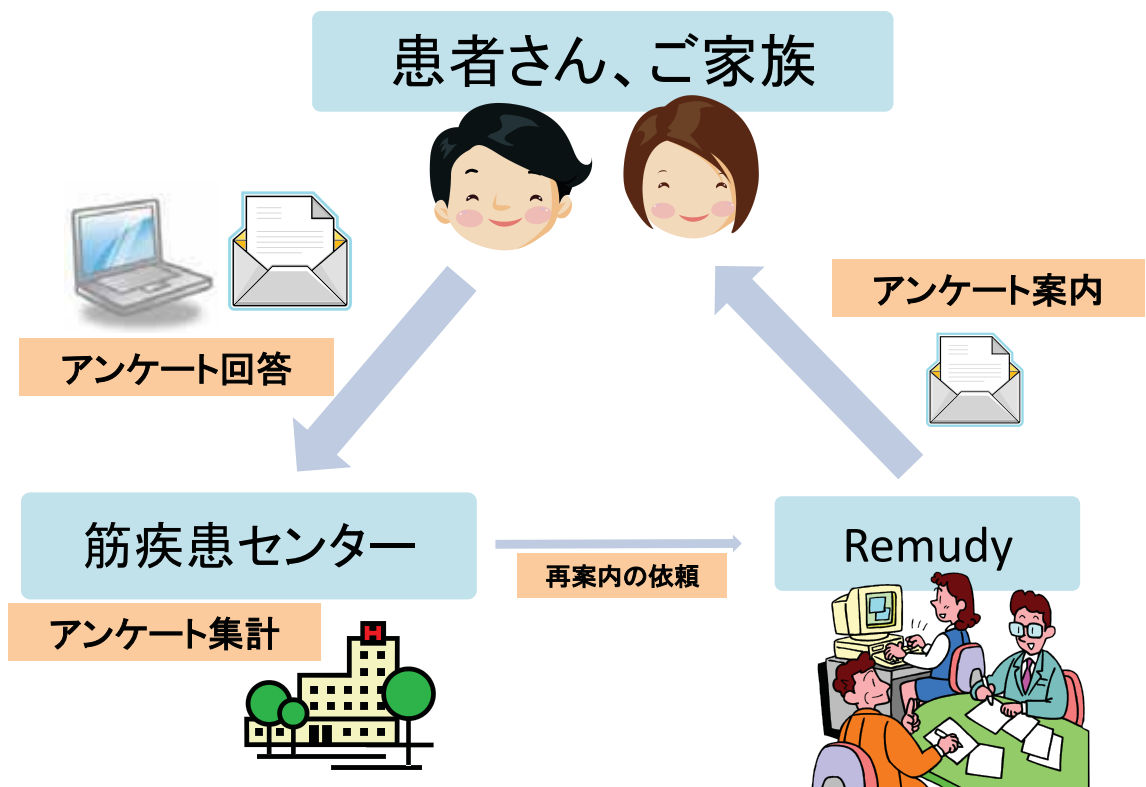 患者さん、ご家族
アンケート案内
アンケート回答
筋疾患センター
Remudy
再案内の依頼
アンケート集計
H